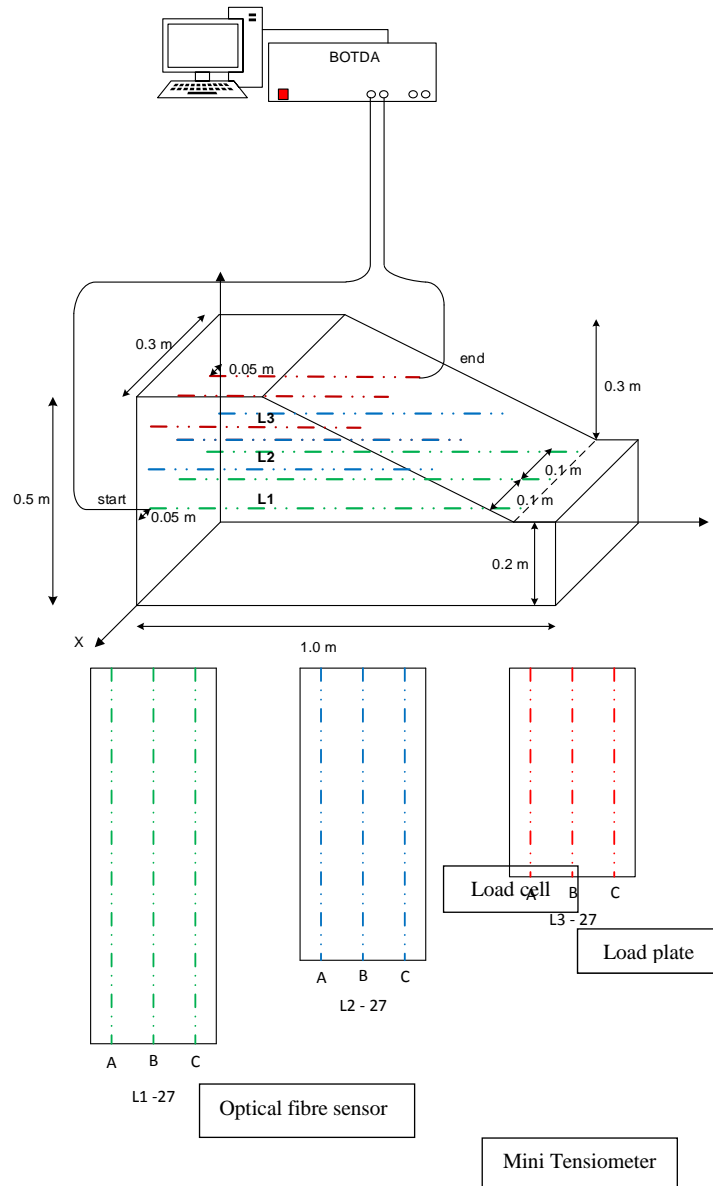 BOTDA
0.3 m
0.05 m
end
0.3 m
L3
L2
0.1 m
0.5 m
0.1 m
start
L1
0.05 m
0.2 m
X
1.0 m
Load cell
A B C
L3 - 27
Load plate
A B C
L2 - 27
A B C
L1 -27
Optical fibre sensor
Mini Tensiometer